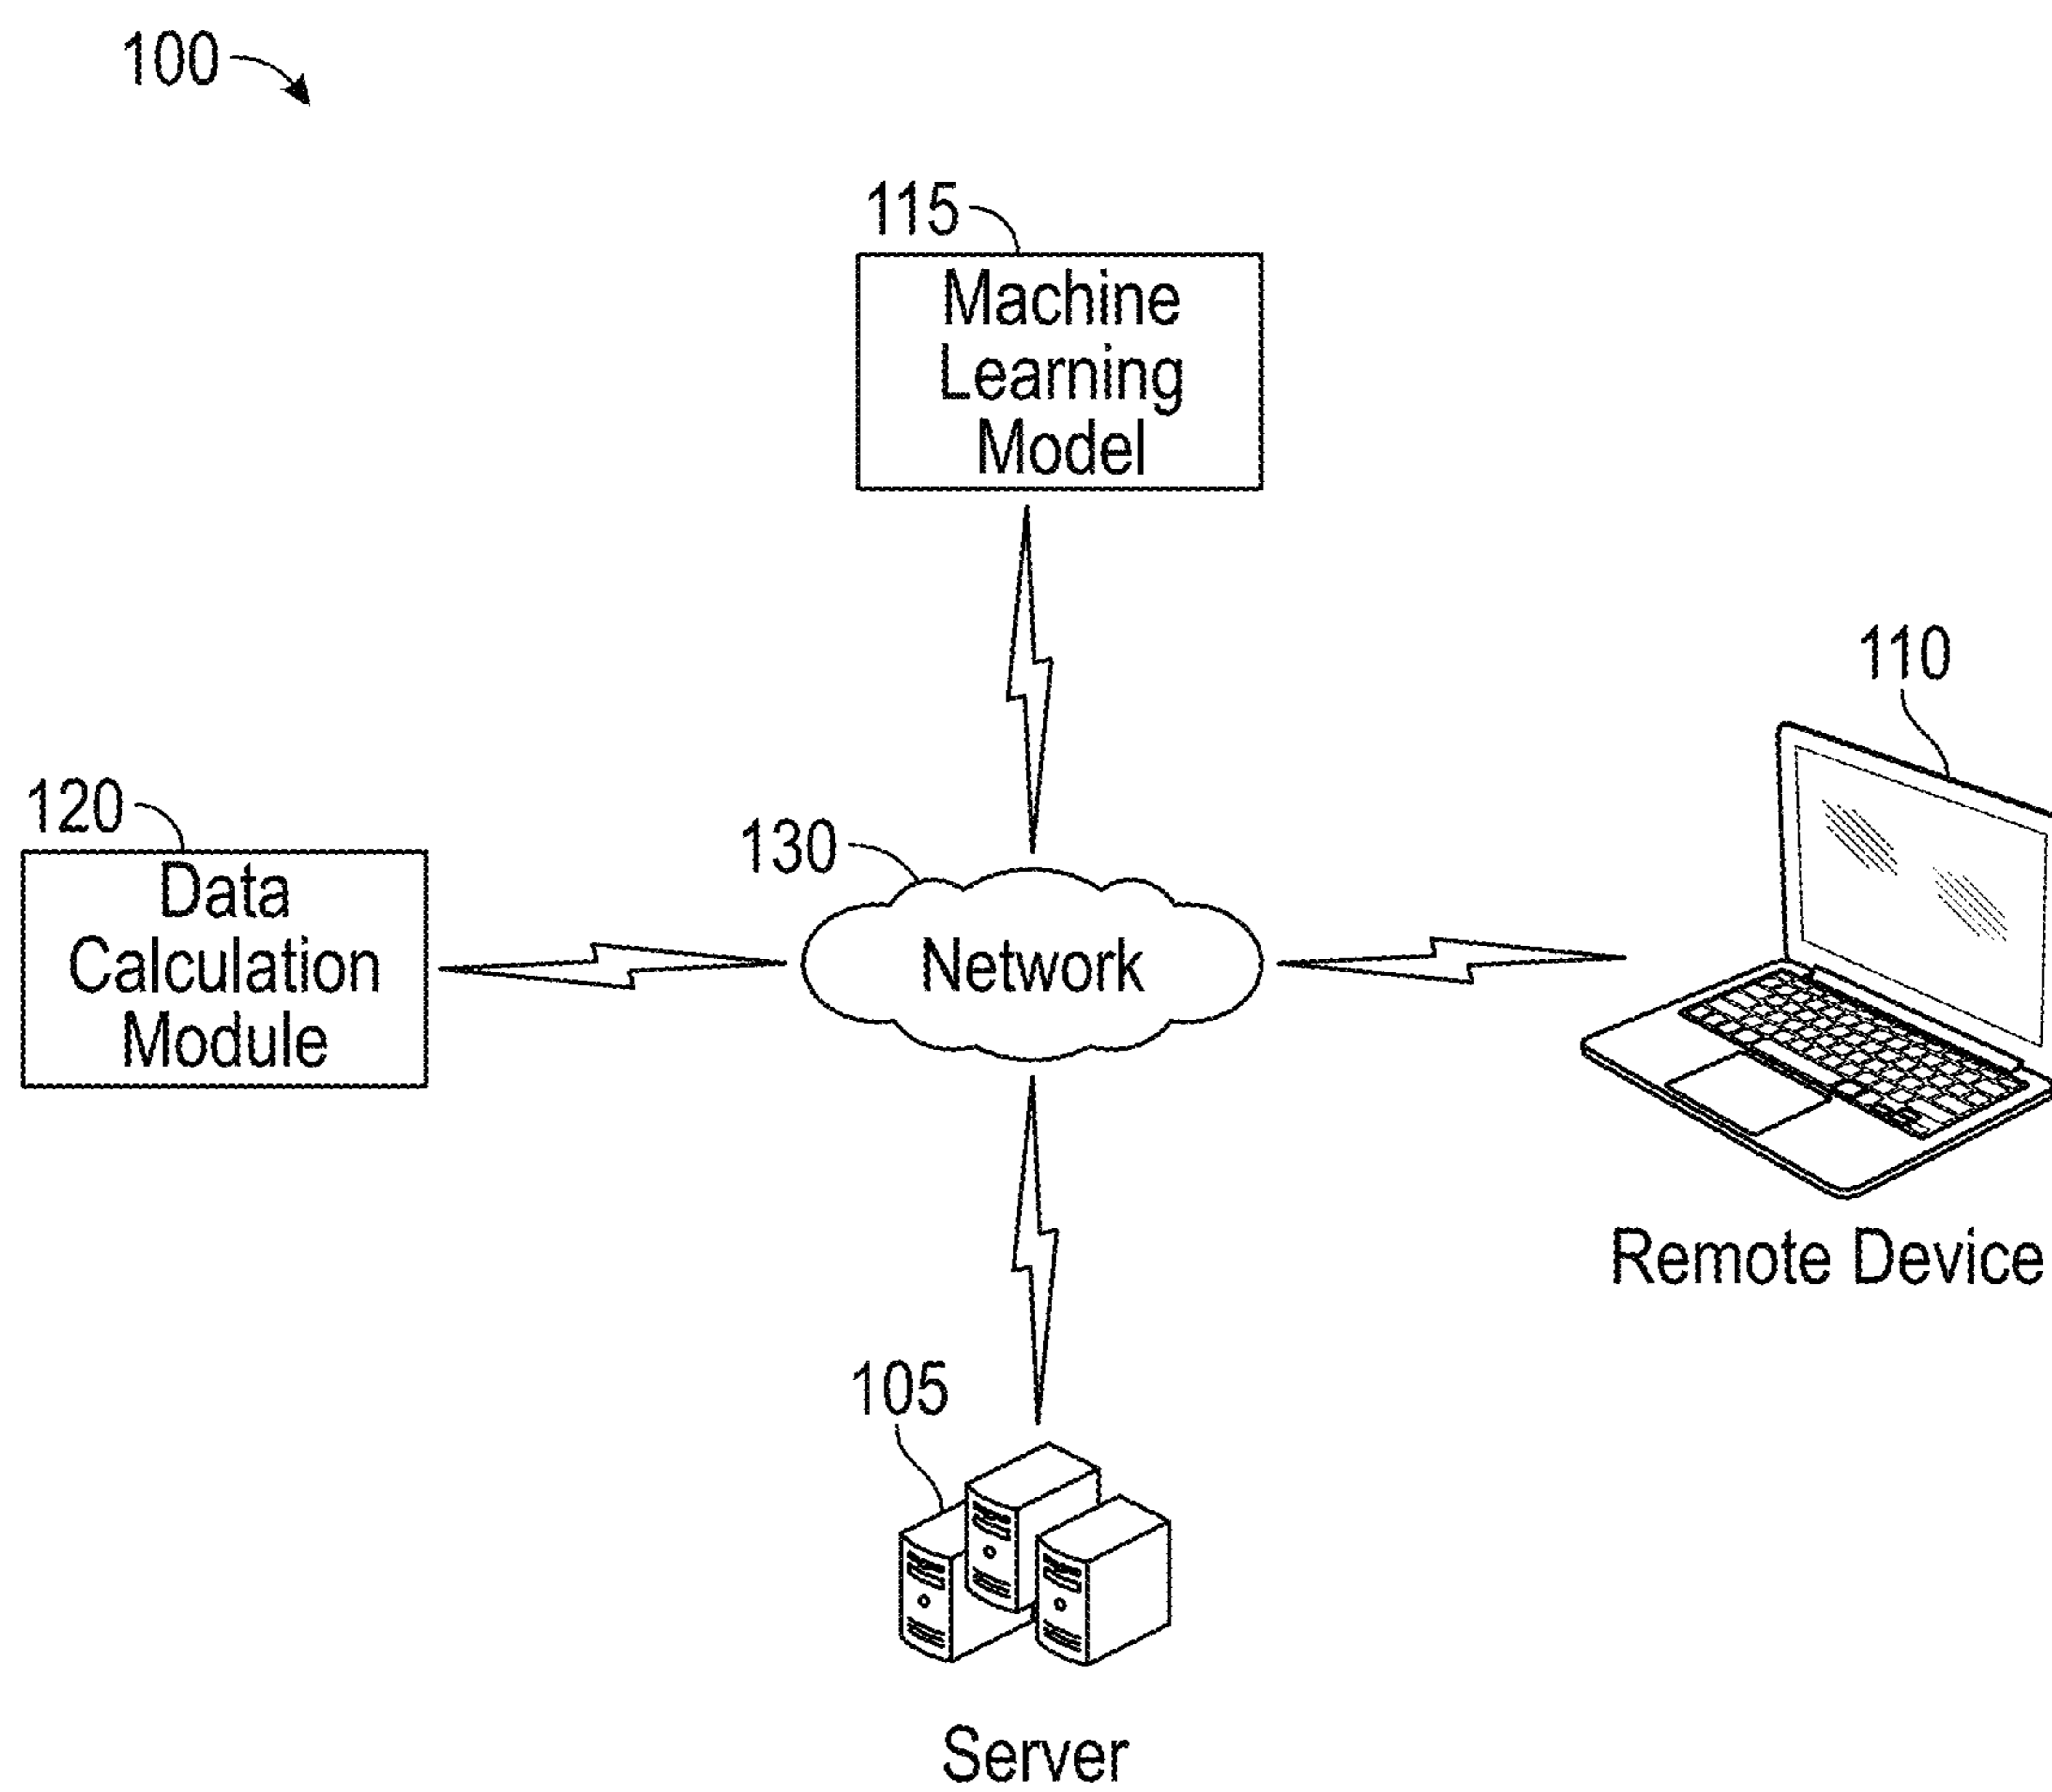 100
115
Machine
Learning
Model
110
120
Data
Calculation
Module
130
Network
Remote Device
105
Server